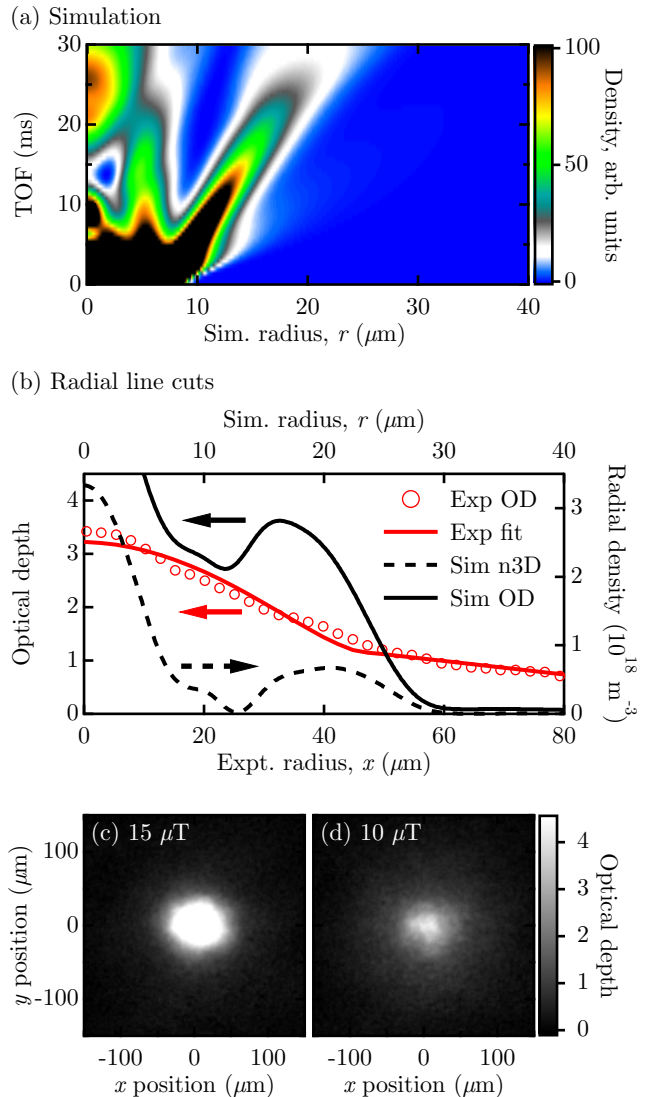 (a) Simulation
30
20
10
0
TOF (ms)
0 10 20 30 40
Sim. radius, r (μm)
100
50
0
Density, arb. units
(b) Radial line cuts
Sim. radius, r (μm)
0 10 20 30 40
4
3
2
1
0
Optical depth
Exp OD
Exp fit
Sim n3D
Sim OD
3
2
1
0
Radial density (10¹⁸ m⁻³)
0 20 40 60 80
Expt. radius, x (μm)
(c) 15 μT
(d) 10 μT
100
0
-100
y position (μm)
4
3
2
1
0
Optical depth
-100 0 100
-100 0 100
x position (μm)
x position (μm)